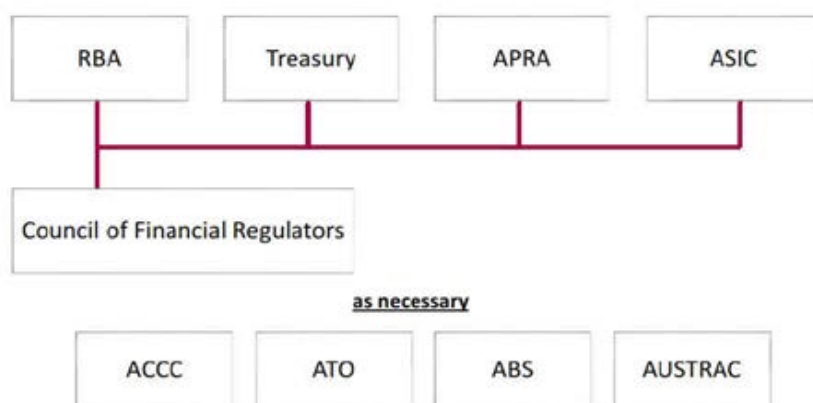 RBA
Treasury
APRA
ASIC
Council of Financial Regulators
as necessary
ACCC
ATO
ABS
AUSTRAC